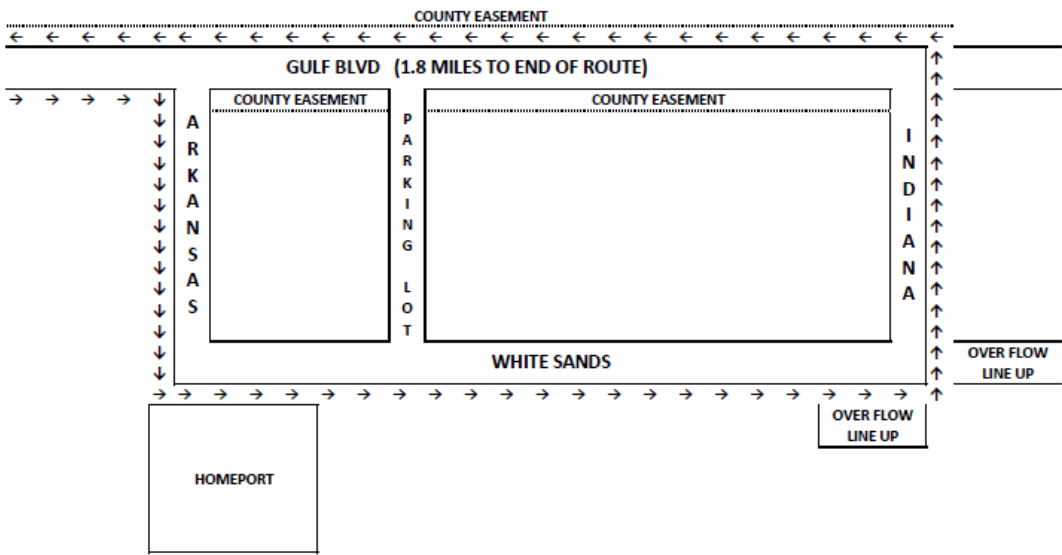 COUNTY EASEMENT
GULF BLVD (1.8 MILES TO END OF ROUTE)
COUNTY EASEMENT
COUNTY EASEMENT
ARKANSAS
PARKING LOT
INDIANA
WHITE SANDS
OVER FLOW
LINE UP
OVER FLOW
LINE UP
HOMEPORT